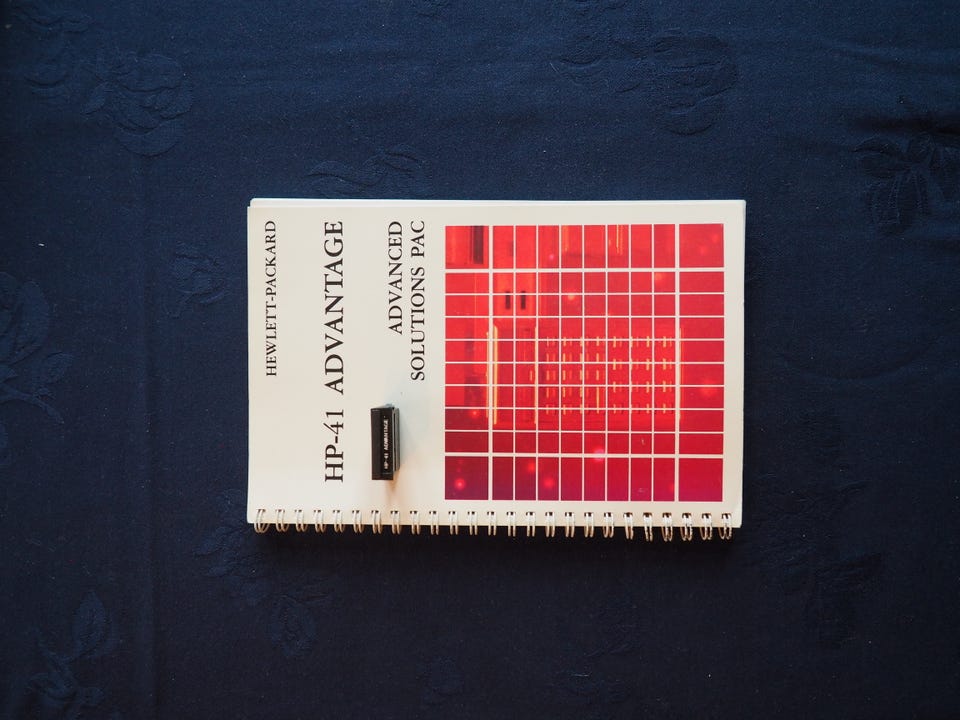 HEWLETT-PACKARD
HP-41 ADVANTAGE
ADVANCED
SOLUTIONS PAC
HP-41 ADVANTAGE